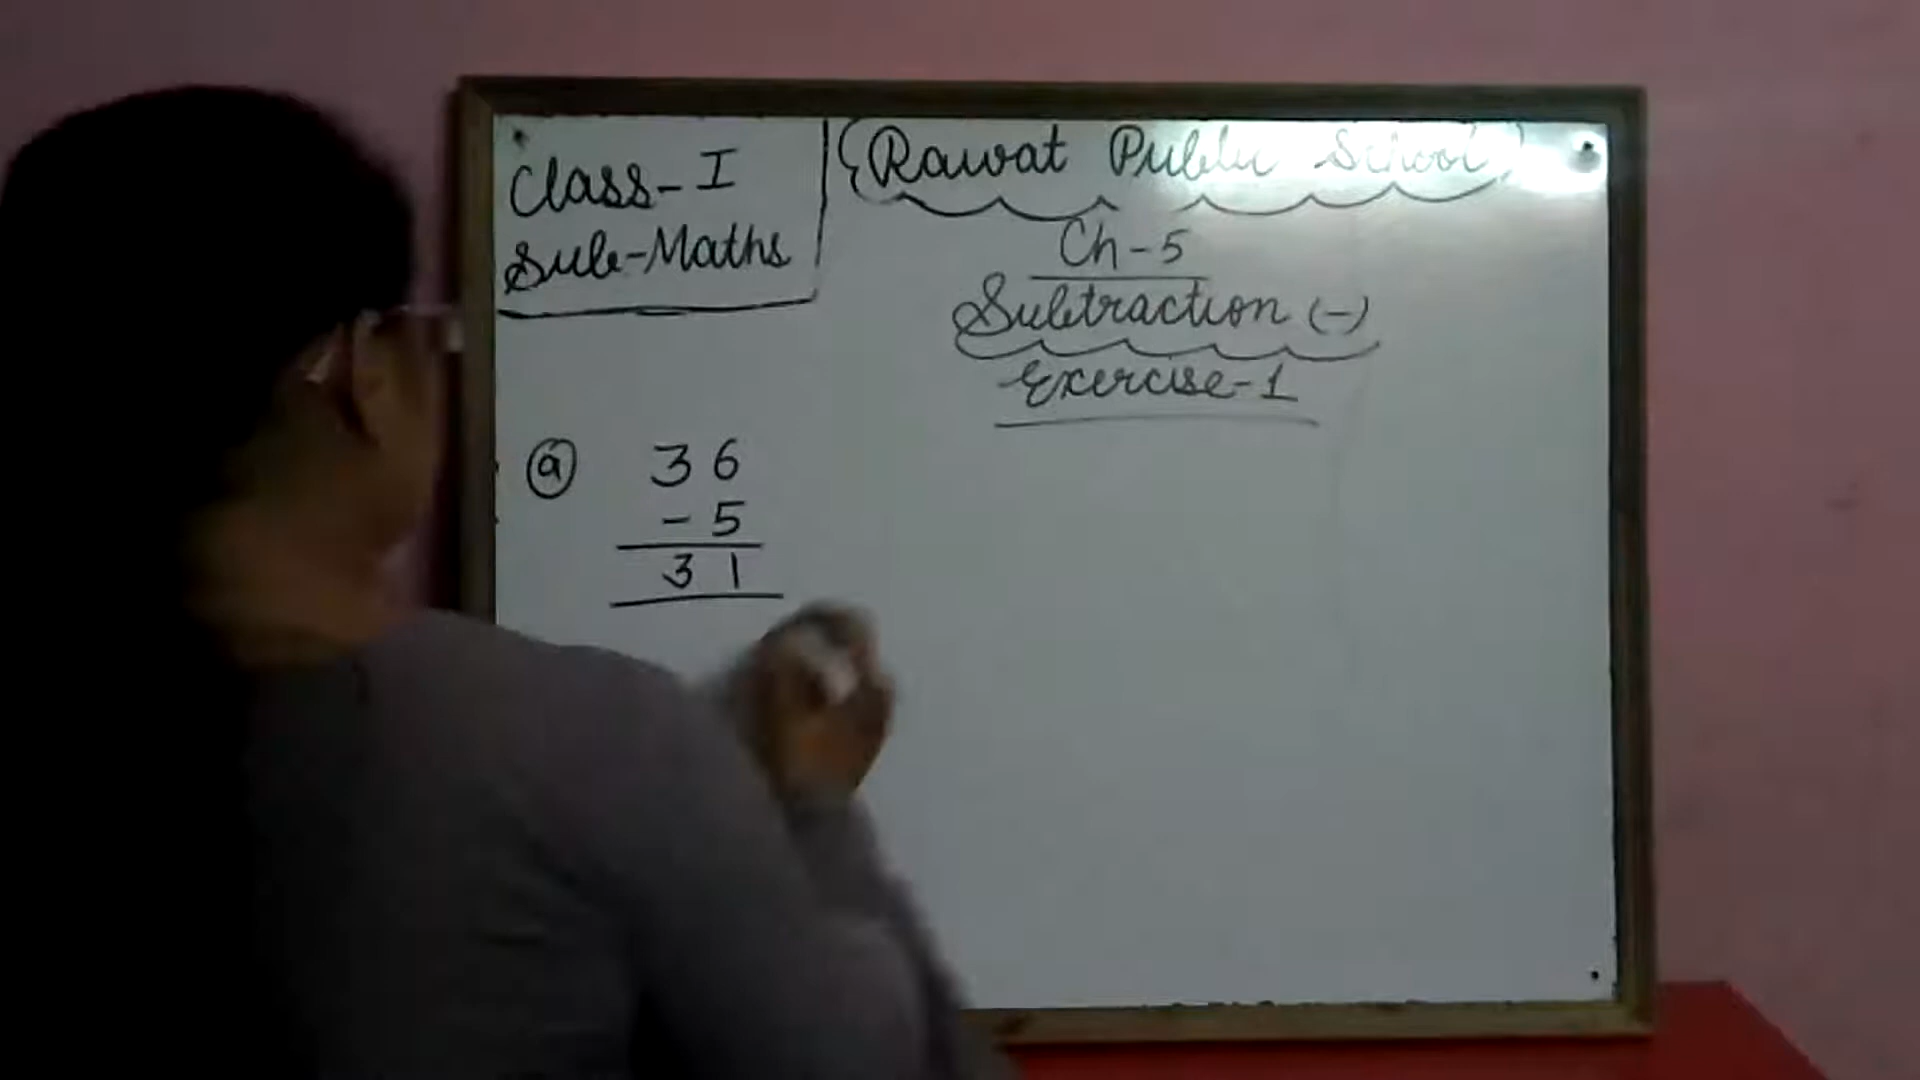 Class-I
Sub-Maths
{Rawat Public School}
Ch-5
Subtraction (-)
Exercise-1
a 36
- 5
31